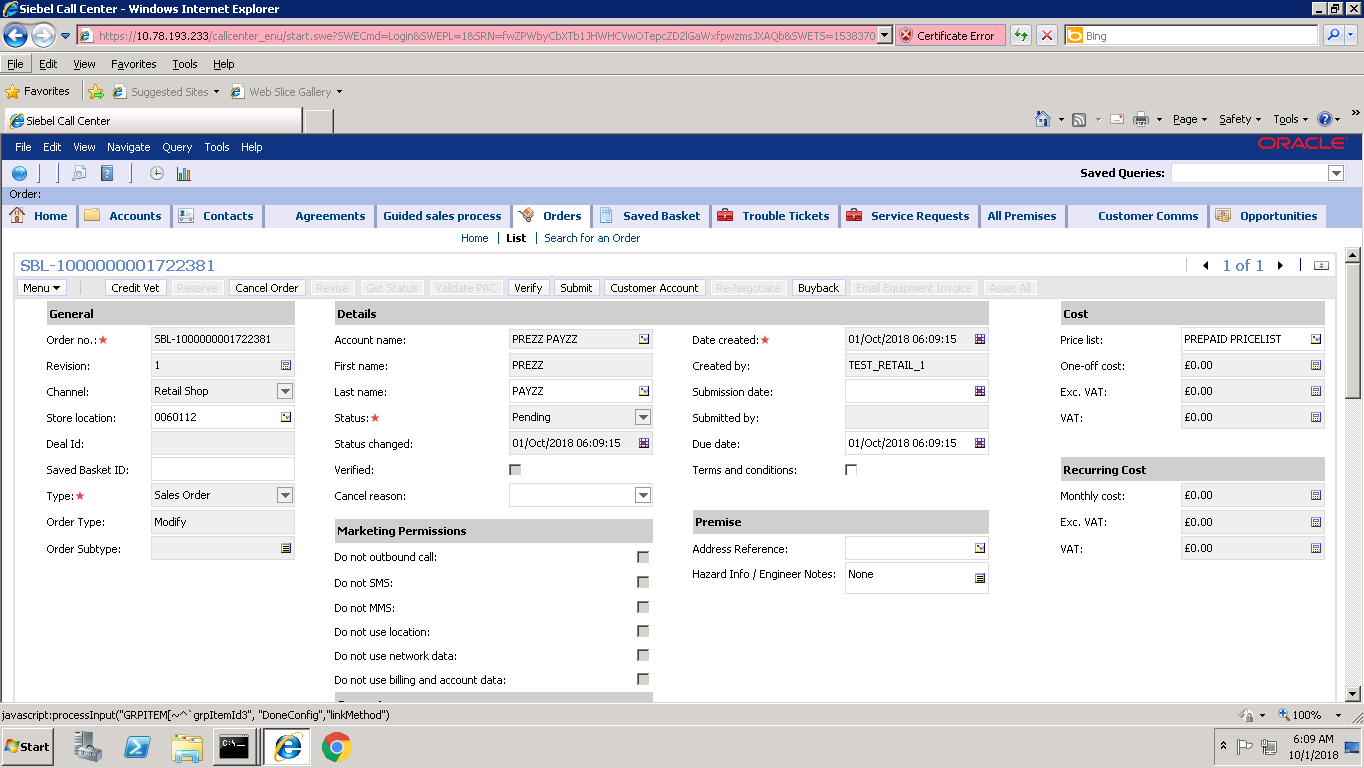 Siebel Call Center - Windows Internet Explorer
https://10.78.193.233/callcenter_enu/start.swe?SWECmd=Login&SWEPL=1&SRN=fwZPWbyCbXTb1JHWHCVwOTepcZD2lGaWxfpwzmsJXAQb&SWETS=1538370 Certificate Error Bing
File Edit View Favorites Tools Help
Favorites Suggested Sites Web Slice Gallery
Siebel Call Center Page Safety Tools
File Edit View Navigate Query Tools Help ORACLE
Saved Queries:
Order:
Home Accounts Contacts Agreements Guided sales process Orders Saved Basket Trouble Tickets Service Requests All Premises Customer Comms Opportunities
Home List Search for an Order
SBL-1000000001722381 1 of 1
Menu Credit Vet Reserve Cancel Order Revise Get Status Validate PAC Verify Submit Customer Account Re-Negotiate Buyback Email Equipment Invoice Asset All
General Details Cost
Order no.: SBL-1000000001722381 Account name: PREZZ PAYZZ Date created: 01/Oct/2018 06:09:15 Price list: PREPAID PRICELIST
Revision: 1 First name: PREZZ Created by: TEST_RETAIL_1 One-off cost: £0.00
Channel: Retail Shop Last name: PAYZZ Submission date: Exc. VAT: £0.00
Store location: 0060112 Status: Pending Submitted by: VAT: £0.00
Deal Id: Status changed: 01/Oct/2018 06:09:15 Due date: 01/Oct/2018 06:09:15
Saved Basket ID: Verified: Terms and conditions: Recurring Cost
Type: Sales Order Cancel reason: Monthly cost: £0.00
Order Type: Modify Marketing Permissions Premise Exc. VAT: £0.00
Order Subtype: Do not outbound call: Address Reference: VAT: £0.00
Do not SMS: Hazard Info / Engineer Notes: None
Do not MMS:
Do not use location:
Do not use network data:
Do not use billing and account data:
javascript:processInput("GRPITEM[~^`grpItemId3", "DoneConfig","linkMethod") 100%
Start 6:09 AM
10/1/2018